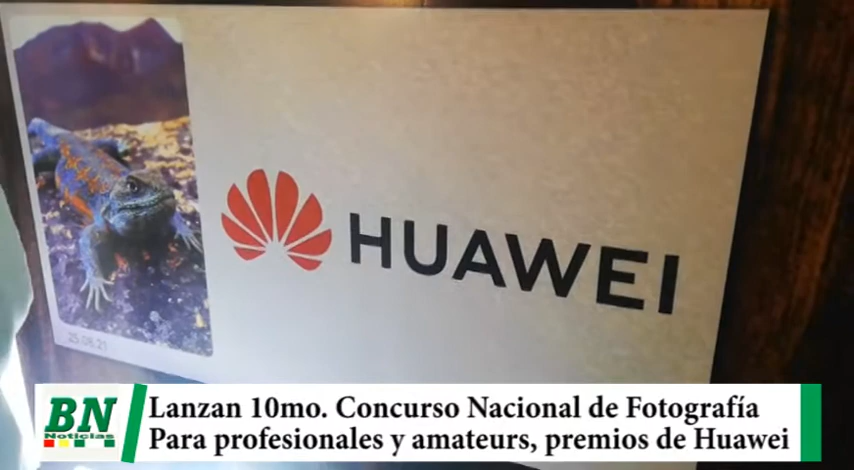 HUAWEI
25.08.21
BN
Noticias
Lanzan 10mo. Concurso Nacional de Fotografía
Para profesionales y amateurs, premios de Huawei